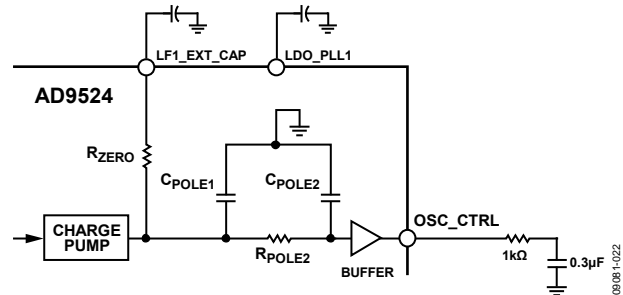 LF1_EXT_CAP
LDO_PLL1
AD9524
RZERO
CPOLE1
CPOLE2
CHARGE
PUMP
RPOLE2
BUFFER
OSC_CTRL
1kΩ
0.3µF
09081-022